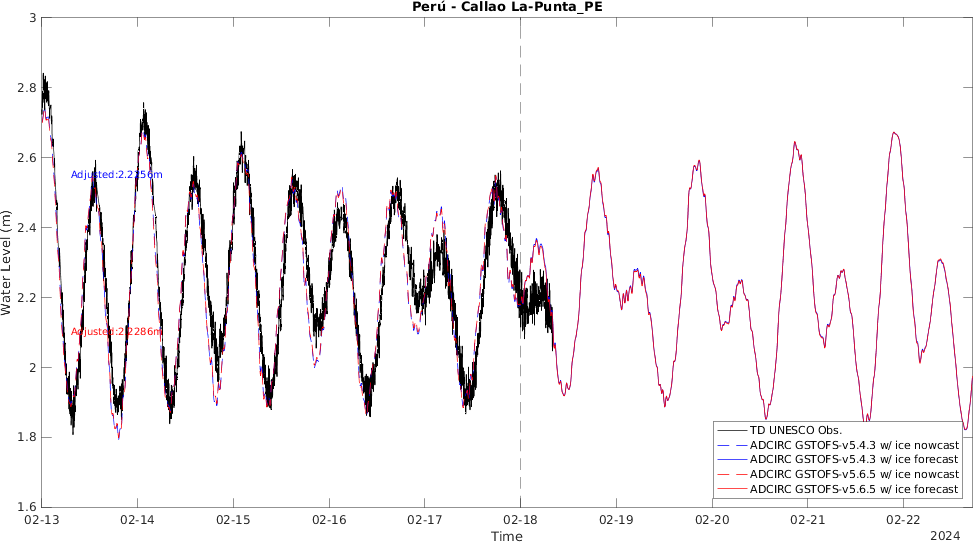 Perú - Callao La-Punta_PE
Water Level (m)
3
2.8
2.6
2.4
2.2
2
1.8
1.6
Adjusted:2.2256m
Adjusted:2.2286m
TD UNESCO Obs.
ADCIRC GSTOFS-v5.4.3 w/ ice nowcast
ADCIRC GSTOFS-v5.4.3 w/ ice forecast
ADCIRC GSTOFS-v5.6.5 w/ ice nowcast
ADCIRC GSTOFS-v5.6.5 w/ ice forecast
02-13
02-14
02-15
02-16
02-17
02-18
02-19
02-20
02-21
02-22
Time
2024